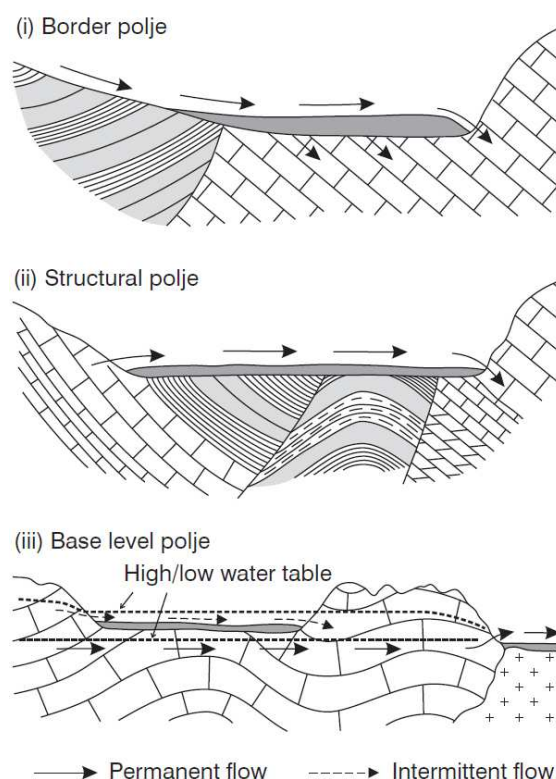 (i) Border polje
(ii) Structural polje
(iii) Base level polje
High/low water table
Permanent flow
Intermittent flow